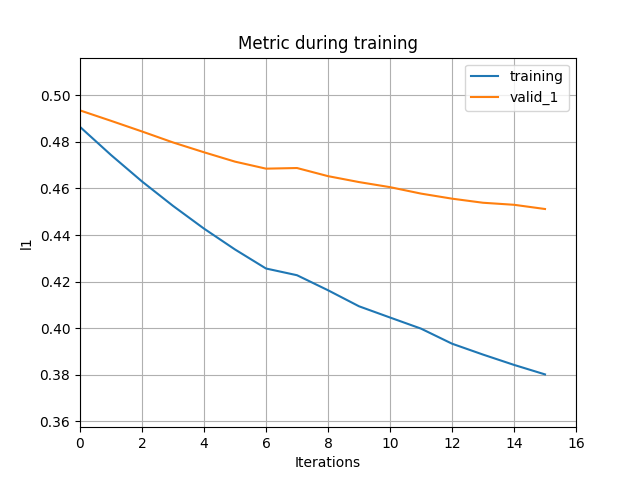 Metric during training
training
valid_1
0.50
0.48
0.46
0.44
0.42
0.40
0.38
0.36
l1
0 2 4 6 8 10 12 14 16
Iterations